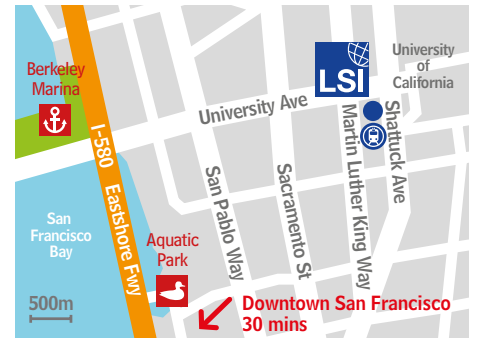 Berkeley
Marina
LSI
University
of
California
University Ave
I-580 Eastshore Fwy
San Pablo Way
Sacramento St
Martin Luther King Way
Shattuck Ave
San
Francisco
Bay
Aquatic
Park
500m
Downtown San Francisco
30 mins